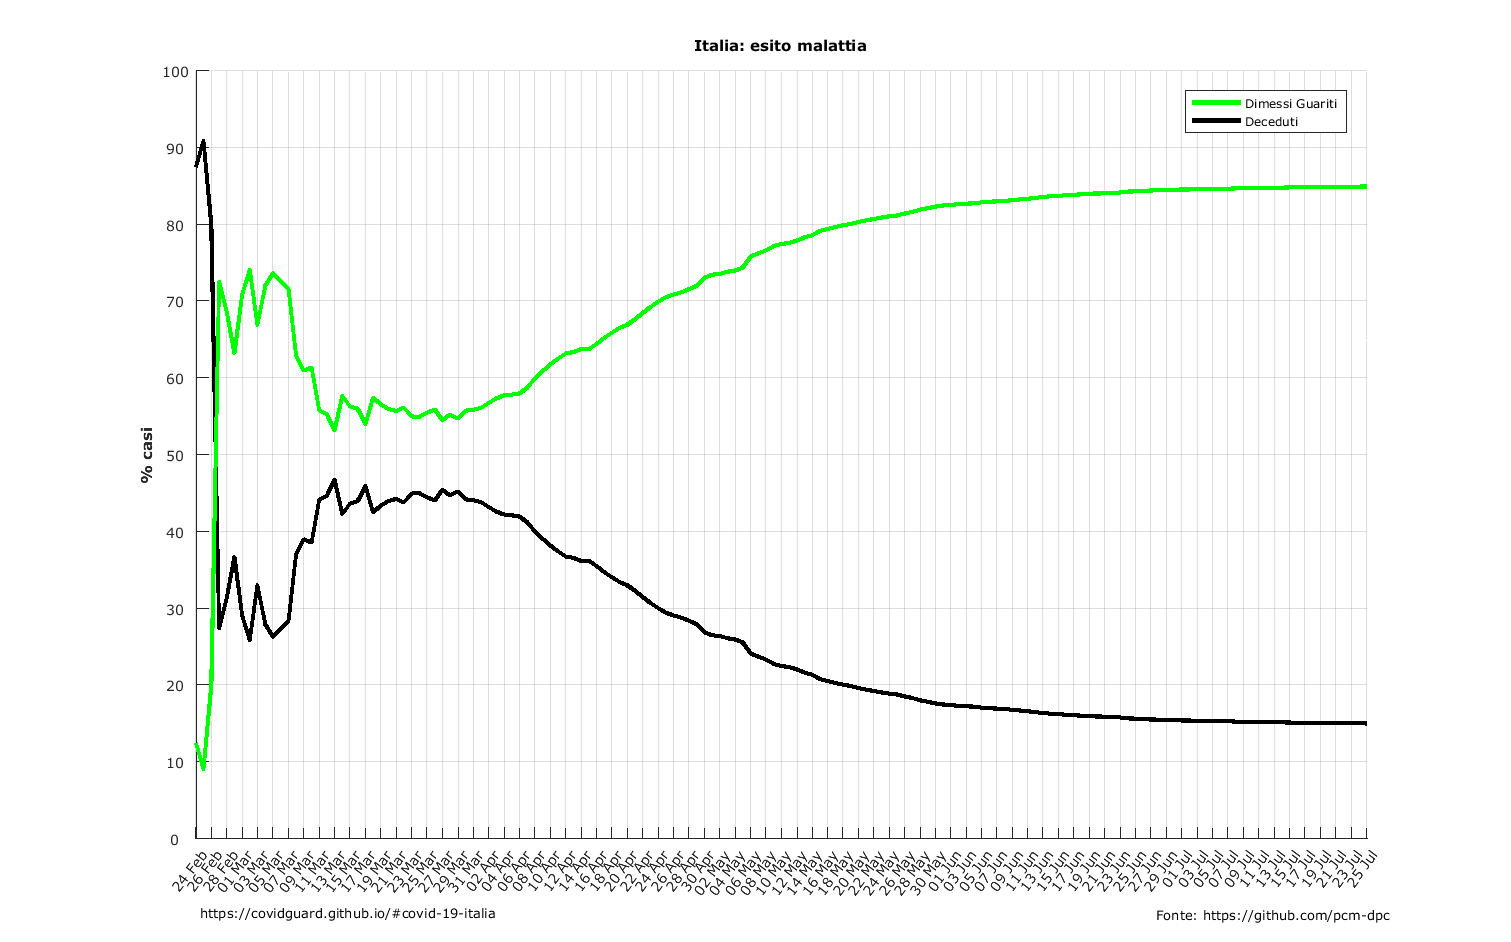 Italia: esito malattia
100
90
80
70
60
50
40
30
20
10
0
% casi
Dimessi Guariti
Deceduti
24 Feb
26 Feb
28 Feb
01 Mar
03 Mar
05 Mar
07 Mar
09 Mar
11 Mar
13 Mar
15 Mar
17 Mar
19 Mar
21 Mar
23 Mar
25 Mar
27 Mar
29 Mar
31 Mar
02 Apr
04 Apr
06 Apr
08 Apr
10 Apr
12 Apr
14 Apr
16 Apr
18 Apr
20 Apr
22 Apr
24 Apr
26 Apr
28 Apr
30 Apr
02 May
04 May
06 May
08 May
10 May
12 May
14 May
16 May
18 May
20 May
22 May
24 May
26 May
28 May
30 May
01 Jun
03 Jun
05 Jun
07 Jun
09 Jun
11 Jun
13 Jun
15 Jun
17 Jun
19 Jun
21 Jun
23 Jun
25 Jun
27 Jun
29 Jun
01 Jul
03 Jul
05 Jul
07 Jul
09 Jul
11 Jul
13 Jul
15 Jul
17 Jul
19 Jul
21 Jul
23 Jul
25 Jul
https://covidguard.github.io/#covid-19-italia
Fonte: https://github.com/pcm-dpc